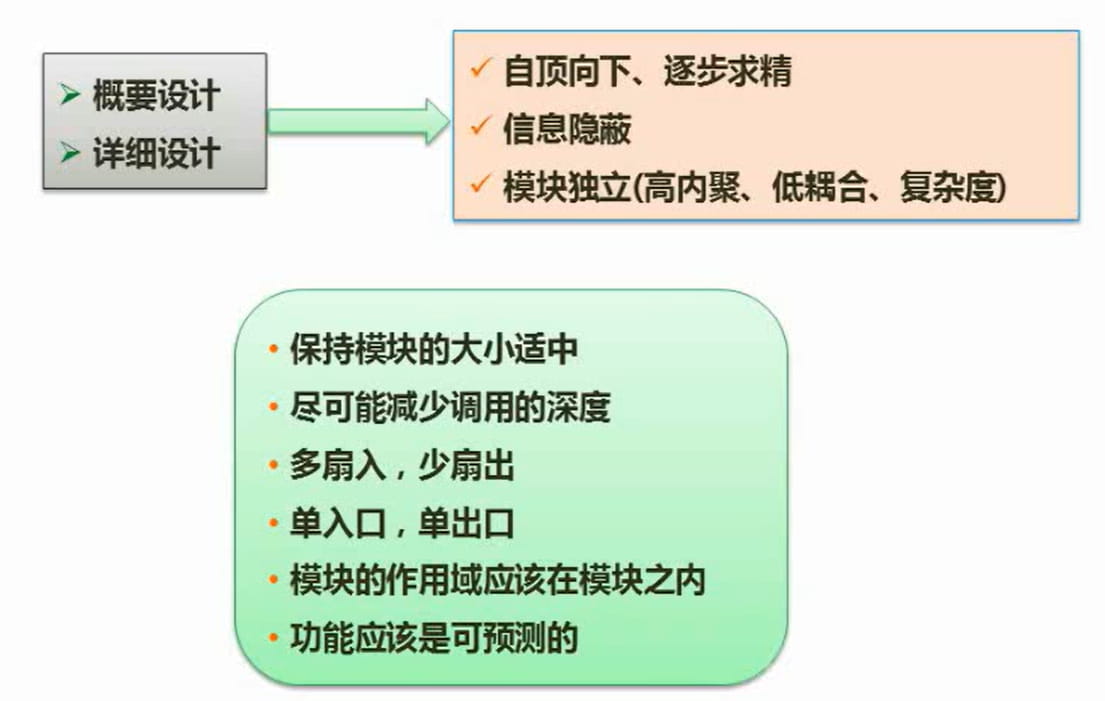 概要设计
详细设计
自顶向下、逐步求精
信息隐蔽
模块独立(高内聚、低耦合、复杂度)
保持模块的大小适中
尽可能减少调用的深度
多扇入，少扇出
单入口，单出口
模块的作用域应该在模块之内
功能应该是可预测的